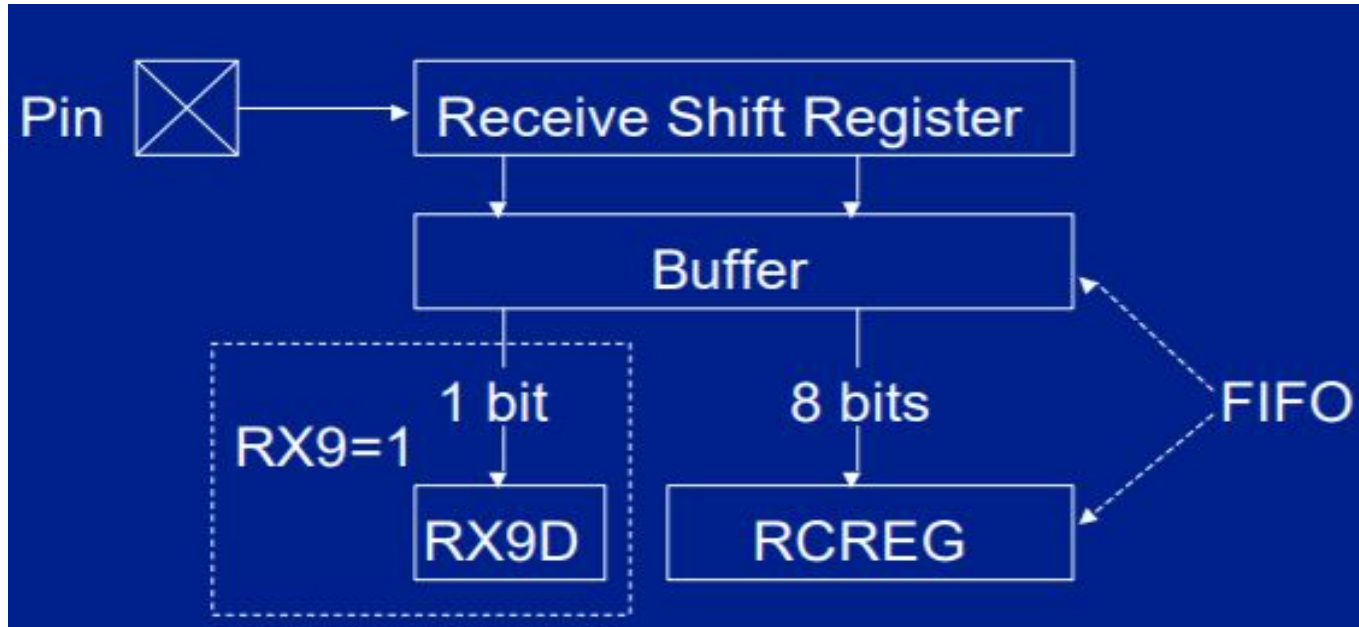 Pin
Receive Shift Register
Buffer
1 bit
8 bits
FIFO
RX9=1
RX9D
RCREG